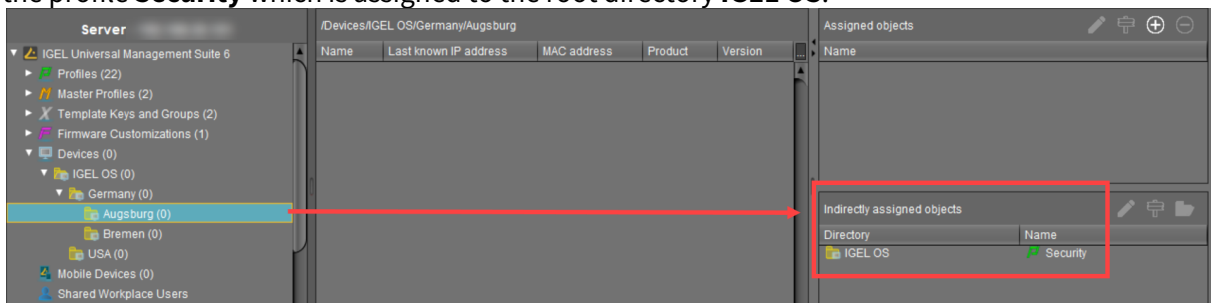 the profile Security which is assigned to the root directory IGEL OS.
Server
IGEL Universal Management Suite 6
Profiles (22)
Master Profiles (2)
Template Keys and Groups (2)
Firmware Customizations (1)
Devices (0)
IGEL OS (0)
Germany (0)
Augsburg (0)
Bremen (0)
USA (0)
Mobile Devices (0)
Shared Workplace Users
/Devices/IGEL OS/Germany/Augsburg
Name Last known IP address MAC address Product Version
Assigned objects
Name
Indirectly assigned objects
Directory Name
IGEL OS Security